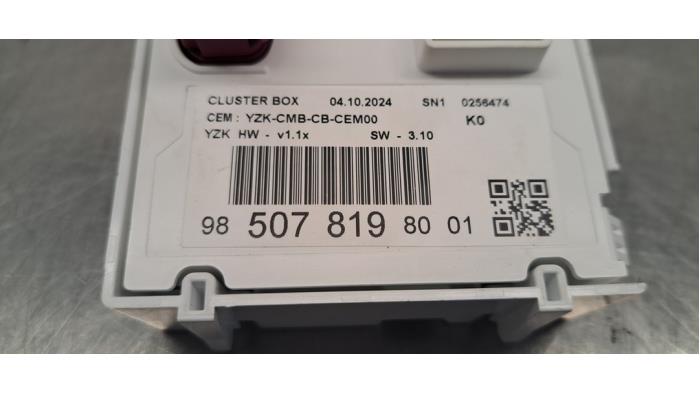 CLUSTER BOX 04.10.2024 SN1 0256474
CEM : YZK-CMB-CB-CEM00 K0
YZK HW - v1.1x SW - 3.10
98 507 819 80 01